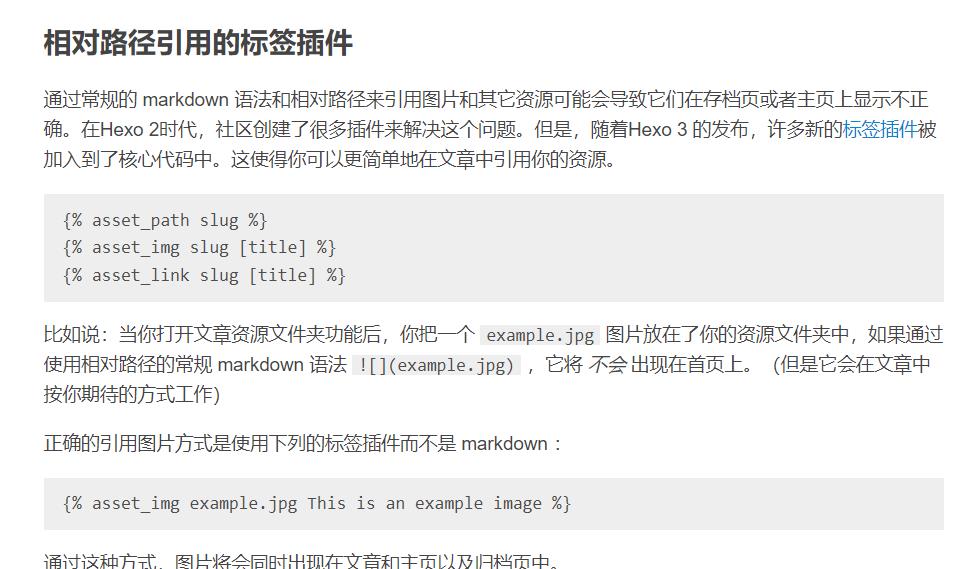 相对路径引用的标签插件
通过常规的 markdown 语法和相对路径来引用图片和其它资源可能会导致它们在存档页或者主页上显示不正
确。在Hexo 2时代，社区创建了很多插件来解决这个问题。但是，随着Hexo 3 的发布，许多新的标签插件被
加入到了核心代码中。这使得你可以更简单地在文章中引用你的资源。
{% asset_path slug %}
{% asset_img slug [title] %}
{% asset_link slug [title] %}
比如说：当你打开文章资源文件夹功能后，你把一个 example.jpg 图片放在了你的资源文件夹中，如果通过
使用相对路径的常规 markdown 语法 ![](example.jpg) ，它将 不会 出现在首页上。（但是它会在文章中
按你期待的方式工作）
正确的引用图片方式是使用下列的标签插件而不是 markdown ：
{% asset_img example.jpg This is an example image %}
通过这种方式，图片将会同时出现在文章和主页以及归档页中。